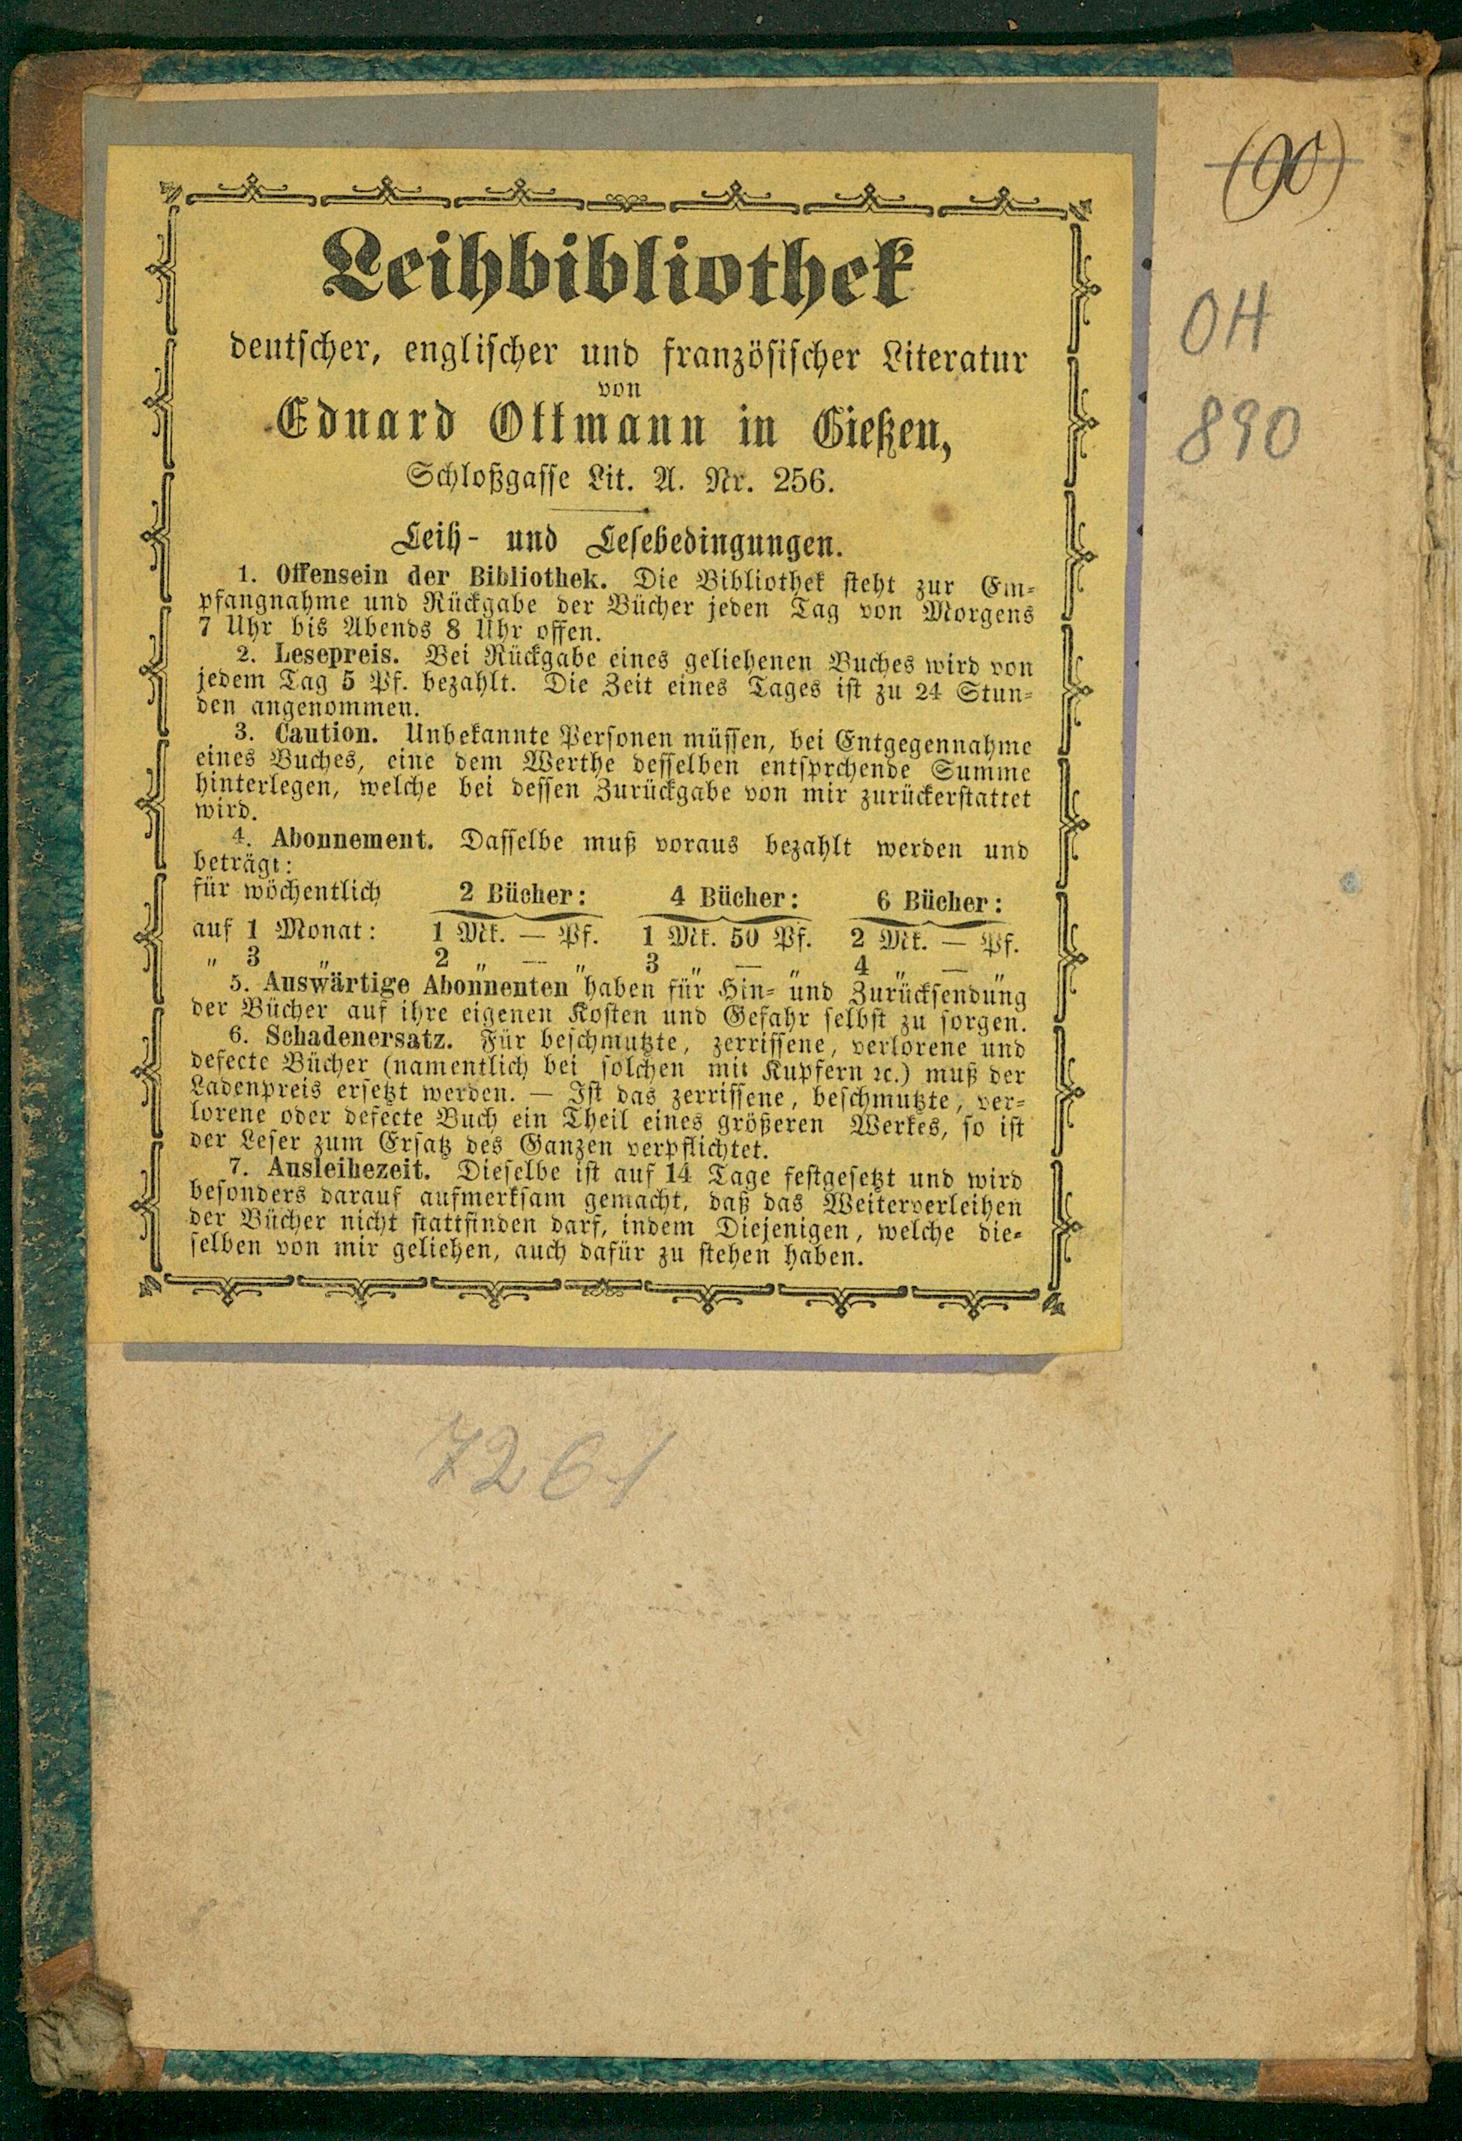 (90)
OH
890
Leihbibliothek
deutscher, englischer und französischer Literatur
von
Eduard Ottmann in Gießen,
Schloßgasse Lit. A. Nr. 256.
Leih- und Lesebedingungen.
1. Offensein der Bibliothek. Die Bibliothek steht zur Em-
pfangnahme und Rückgabe der Bücher jeden Tag von Morgens
7 Uhr bis Abends 8 Uhr offen.
2. Lesepreis. Bei Rückgabe eines geliehenen Buches wird von
jedem Tag 5 Pf. bezahlt. Die Zeit eines Tages ist zu 24 Stun-
den angenommen.
3. Caution. Unbekannte Personen müssen, bei Entgegennahme
eines Buches, eine dem Werthe desselben entsprchende Summe
hinterlegen, welche bei dessen Zurückgabe von mir zurückerstattet
wird.
4. Abonnement. Dasselbe muß voraus bezahlt werden und
beträgt:
für wöchentlich 2 Bücher: 4 Bücher: 6 Bücher:
auf 1 Monat: 1 Mk. — Pf. 1 Mk. 50 Pf. 2 Mk. — Pf.
„ 3 „ 2 „ — „ 3 „ — „ 4 „ — „
5. Auswärtige Abonnenten haben für Hin- und Zurücksendung
der Bücher auf ihre eigenen Kosten und Gefahr selbst zu sorgen.
6. Schadenersatz. Für beschmutzte, zerrissene, verlorene und
defecte Bücher (namentlich bei solchen mit Kupfern ꝛc.) muß der
Ladenpreis ersetzt werden. — Ist das zerrissene, beschmutzte, ver-
lorene oder defecte Buch ein Theil eines größeren Werkes, so ist
der Leser zum Ersatz des Ganzen verpflichtet.
7. Ausleihezeit. Dieselbe ist auf 14 Tage festgesetzt und wird
besonders darauf aufmerksam gemacht, daß das Weiterverleihen
der Bücher nicht stattfinden darf, indem Diejenigen, welche die-
selben von mir geliehen, auch dafür zu stehen haben.
7261